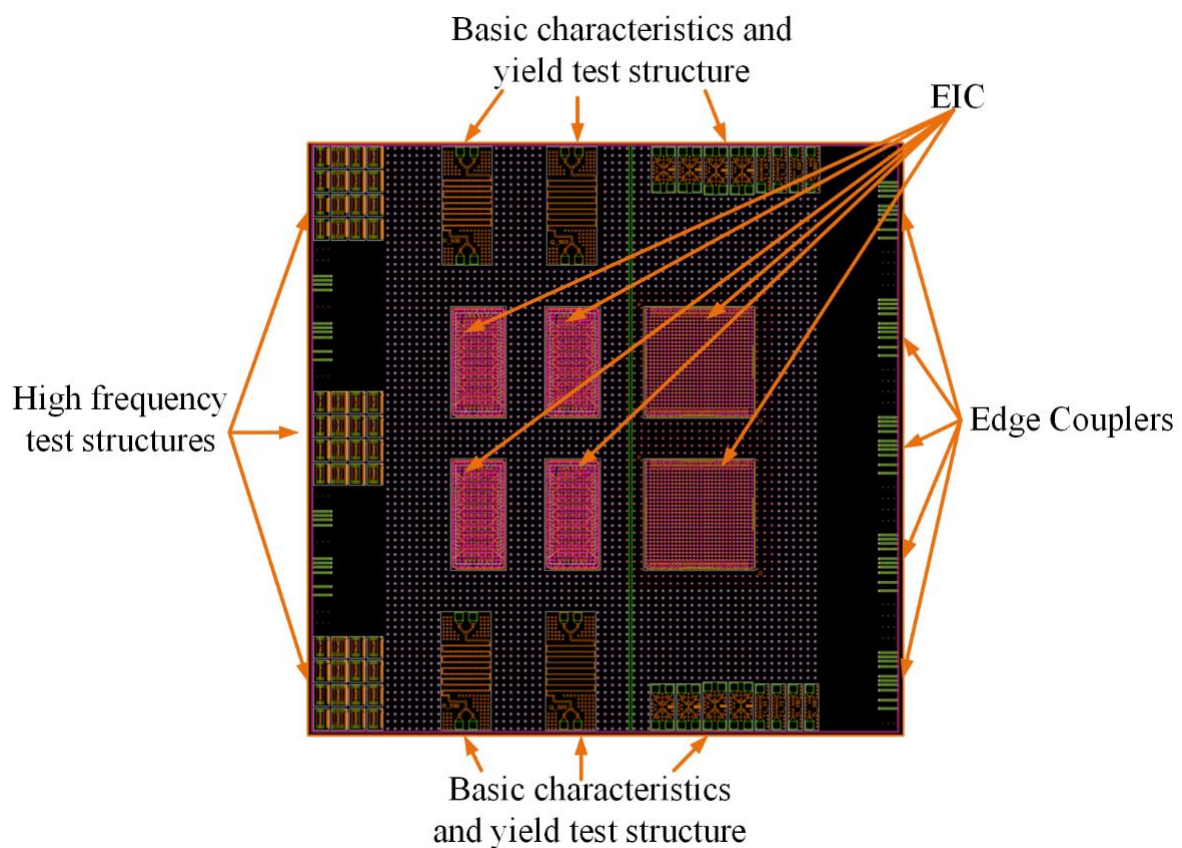 Basic characteristics and
yield test structure
EIC
High frequency
test structures
Edge Couplers
Basic characteristics
and yield test structure